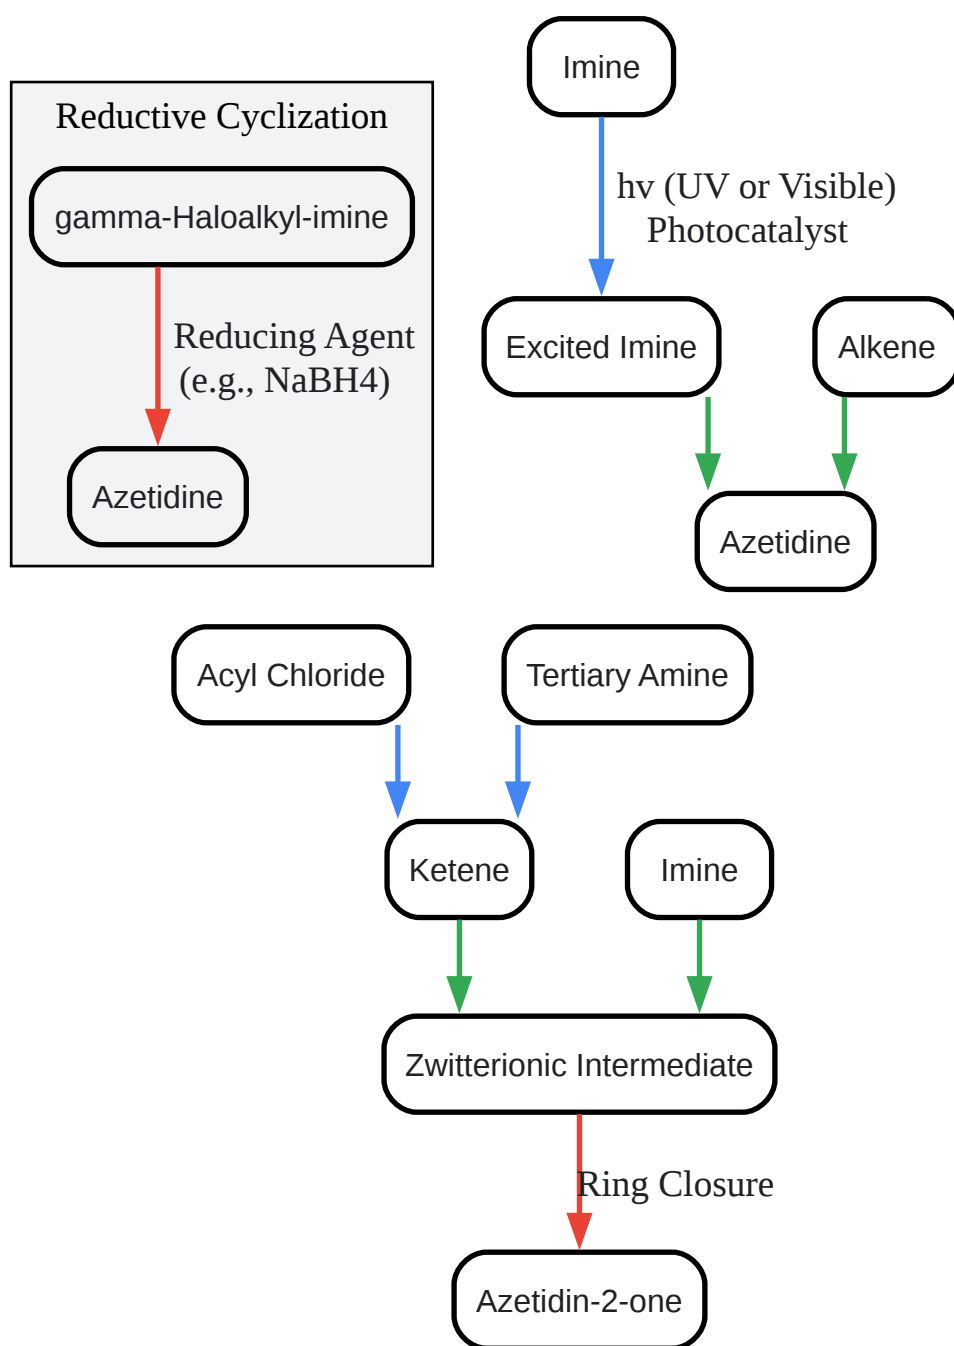 Reductive Cyclization
gamma-Haloalkyl-imine
Reducing Agent
(e.g., NaBH4)
Azetidine
Imine
hv (UV or Visible)
Photocatalyst
Excited Imine
Alkene
Azetidine
Acyl Chloride
Tertiary Amine
Ketene
Imine
Zwitterionic Intermediate
Ring Closure
Azetidin-2-one